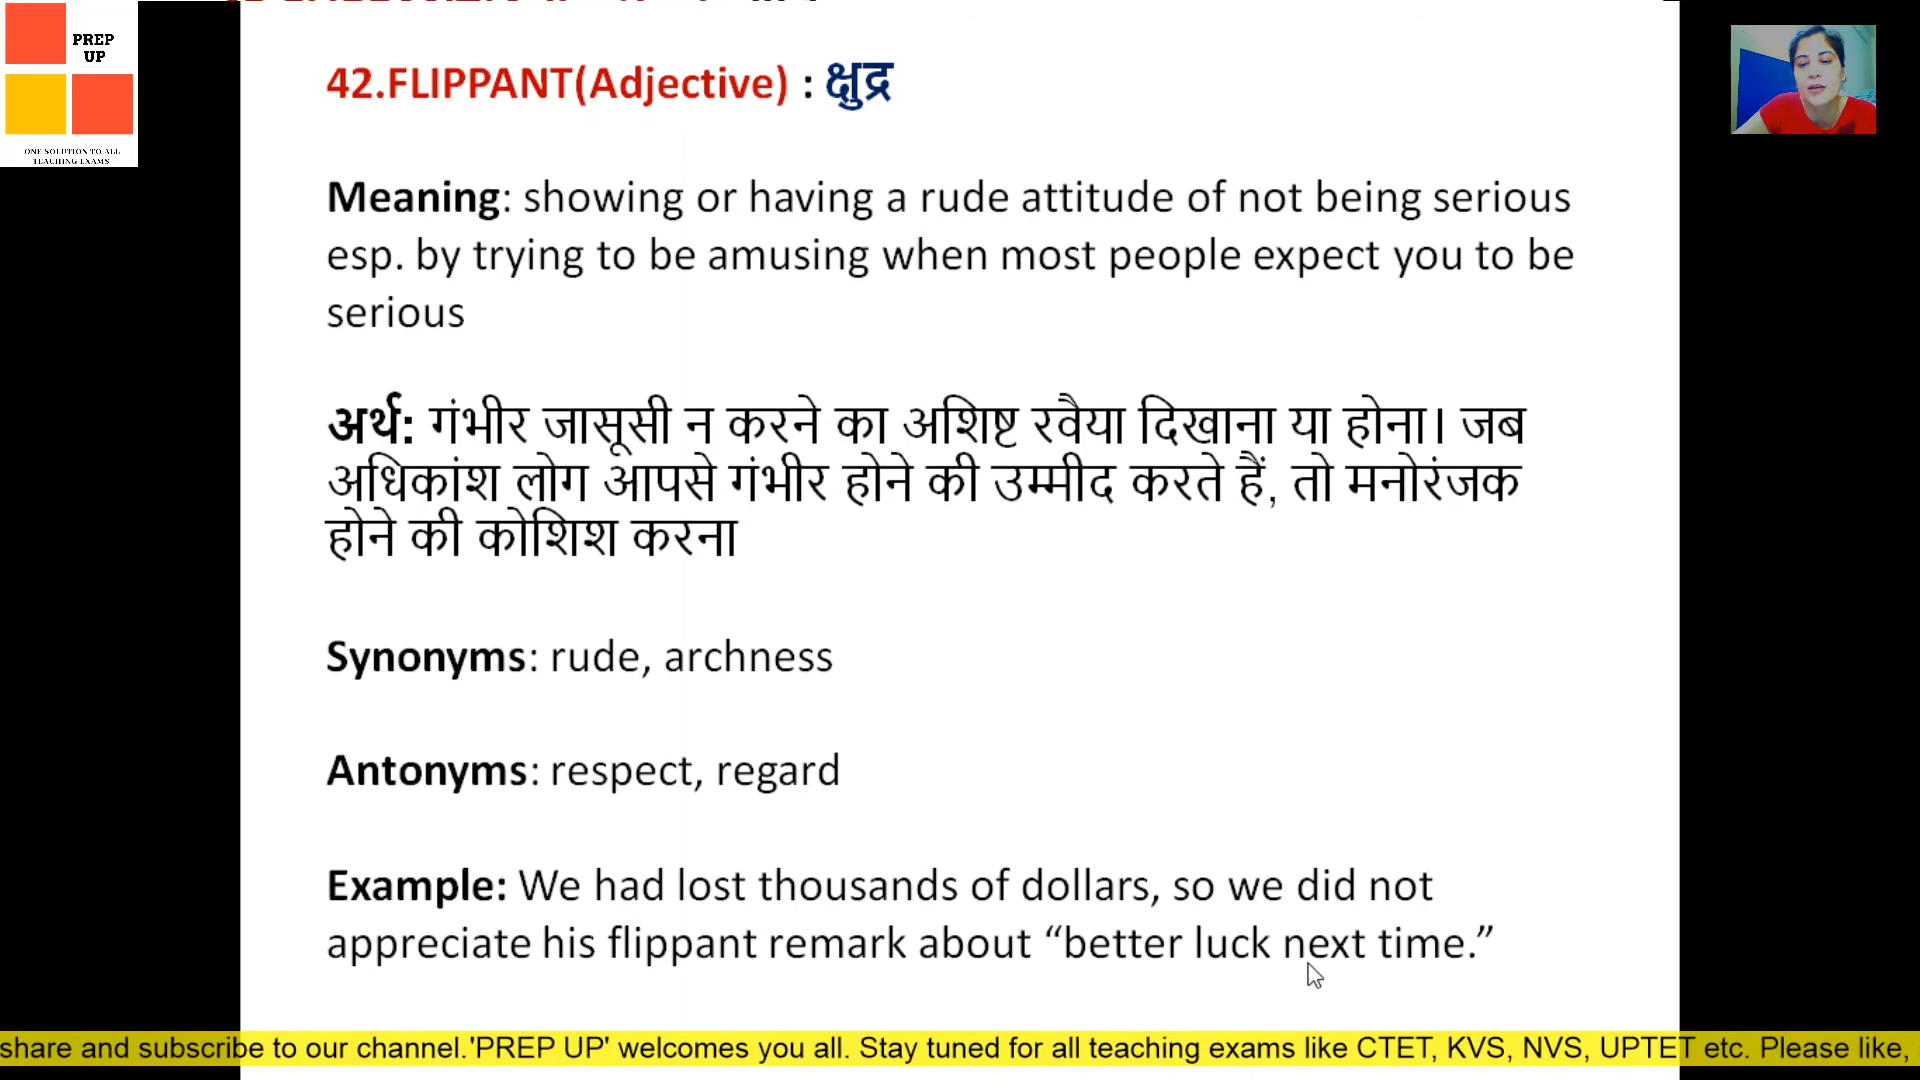 PREP
UP
ONE SOLUTION TO ALL
TEACHING EXAMS
42.FLIPPANT(Adjective) : क्षुद्र
Meaning: showing or having a rude attitude of not being serious
esp. by trying to be amusing when most people expect you to be
serious
अर्थ: गंभीर जासूसी न करने का अशिष्ट रवैया दिखाना या होना। जब
अधिकांश लोग आपसे गंभीर होने की उम्मीद करते हैं, तो मनोरंजक
होने की कोशिश करना
Synonyms: rude, archness
Antonyms: respect, regard
Example: We had lost thousands of dollars, so we did not
appreciate his flippant remark about “better luck next time.”
share and subscribe to our channel.'PREP UP' welcomes you all. Stay tuned for all teaching exams like CTET, KVS, NVS, UPTET etc. Please like,